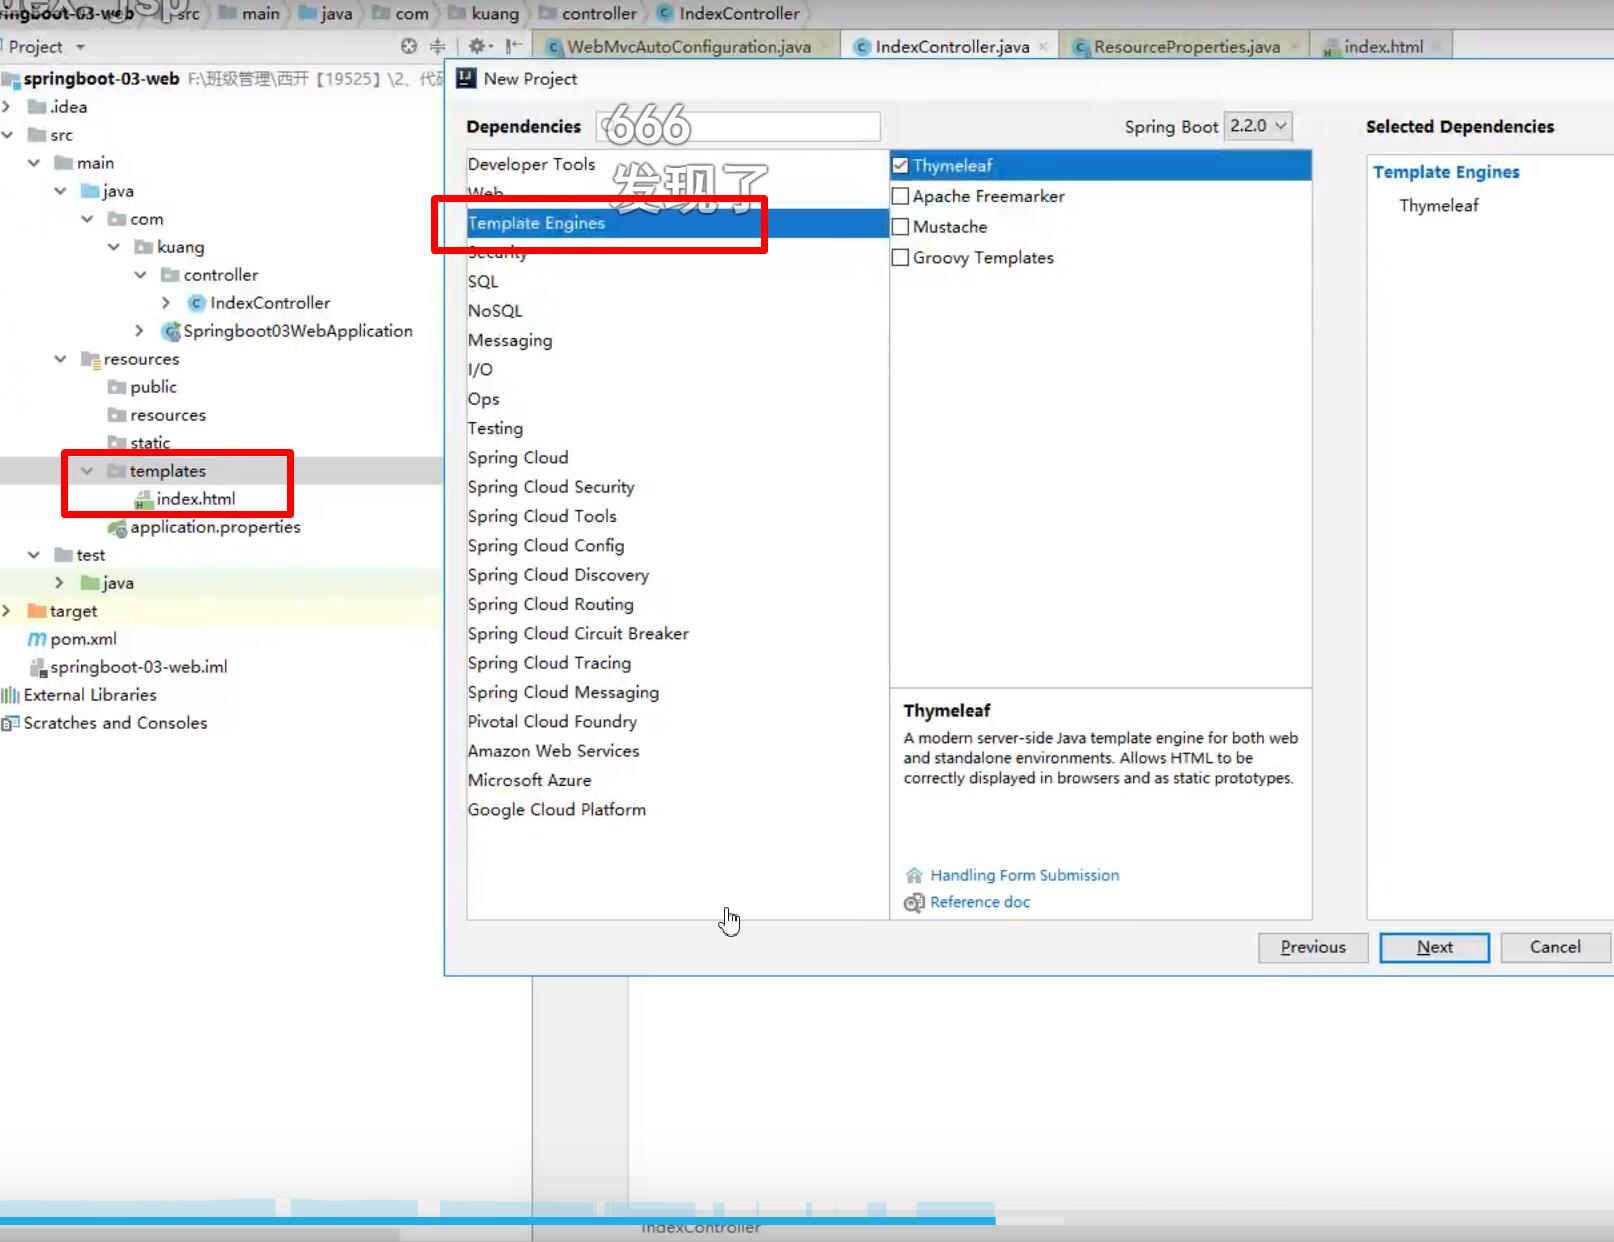 ringboot-03-web src main java com kuang controller IndexController
Project
WebMvcAutoConfiguration.java IndexController.java ResourceProperties.java index.html
springboot-03-web F:\班级管理\西开【19525】\2、代码
.idea
src
main
java
com
kuang
controller
IndexController
Springboot03WebApplication
resources
public
resources
static
templates
index.html
application.properties
test
java
target
pom.xml
springboot-03-web.iml
External Libraries
Scratches and Consoles
New Project
Dependencies
666
发现了
Spring Boot 2.2.0
Developer Tools
Web
Template Engines
Security
SQL
NoSQL
Messaging
I/O
Ops
Testing
Spring Cloud
Spring Cloud Security
Spring Cloud Tools
Spring Cloud Config
Spring Cloud Discovery
Spring Cloud Routing
Spring Cloud Circuit Breaker
Spring Cloud Tracing
Spring Cloud Messaging
Pivotal Cloud Foundry
Amazon Web Services
Microsoft Azure
Google Cloud Platform
Thymeleaf
Apache Freemarker
Mustache
Groovy Templates
Thymeleaf
A modern server-side Java template engine for both web
and standalone environments. Allows HTML to be
correctly displayed in browsers and as static prototypes.
Handling Form Submission
Reference doc
Selected Dependencies
Template Engines
Thymeleaf
Previous Next Cancel
IndexController